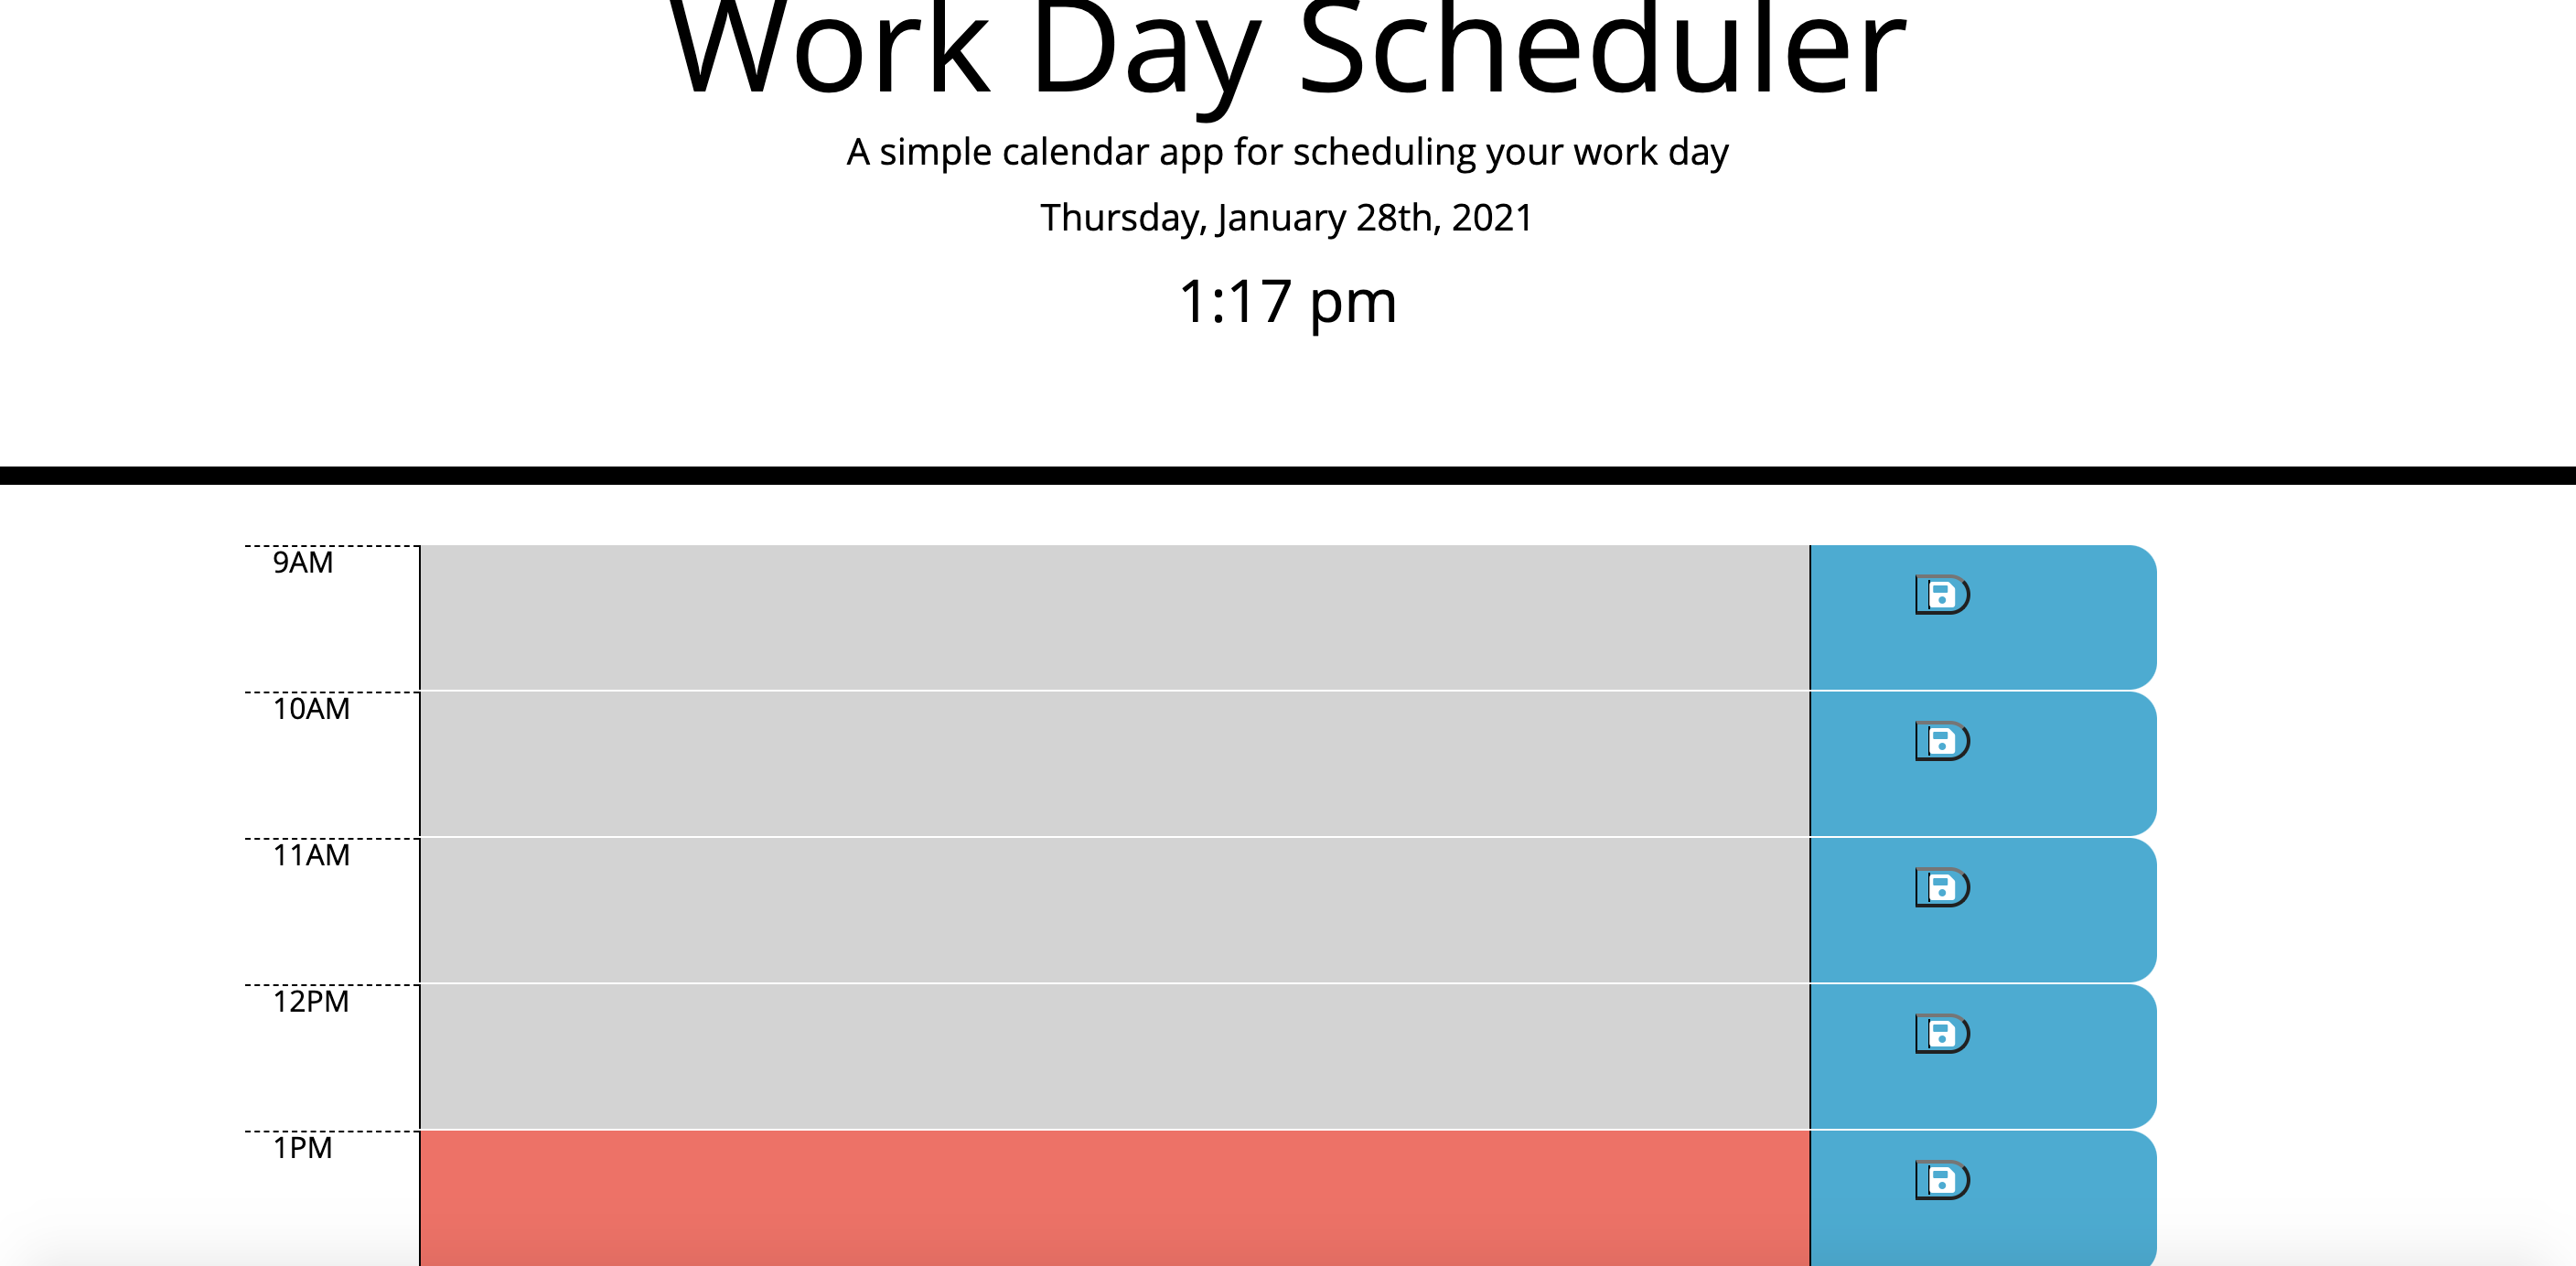 Work Day Scheduler
A simple calendar app for scheduling your work day
Thursday, January 28th, 2021
1:17 pm
9AM
10AM
11AM
12PM
1PM